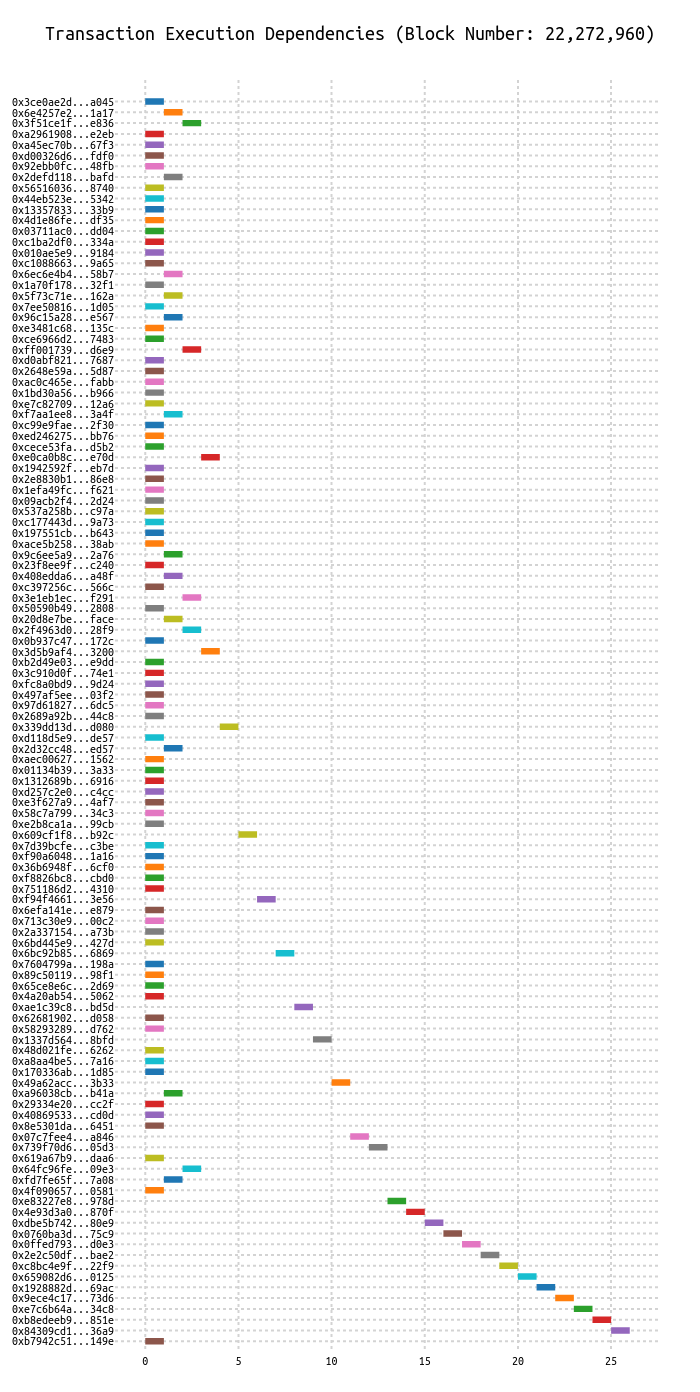 Transaction Execution Dependencies (Block Number: 22,272,960)
0x3ce0ae2d...a045
0x6e4257e2...1a17
0x3f51ce1f...e836
0xa2961908...e2eb
0xa45ec70b...67f3
0xd00326d6...fdf0
0x92ebb0fc...48fb
0x2defd118...bafd
0x56516036...8740
0x44eb523e...5342
0x13357833...33b9
0x4d1e86fe...df35
0x03711ac0...dd04
0xc1ba2df0...334a
0x010ae5e9...9184
0xc1088663...9a65
0x6ec6e4b4...58b7
0x1a70f178...32f1
0x5f73c71e...162a
0x7ee50816...1d05
0x96c15a28...e567
0xe3481c68...135c
0xce6966d2...7483
0xff001739...d6e9
0xd0abf821...7687
0x2648e59a...5d87
0xac0c465e...fabb
0x1bd30a56...b966
0xe7c82709...12a6
0xf7aa1ee8...3a4f
0xc99e9fae...2f30
0xed246275...bb76
0xcece53fa...d5b2
0xe0ca0b8c...e70d
0x1942592f...eb7d
0x2e8830b1...86e8
0x1efa49fc...f621
0x09acb2f4...2d24
0x537a258b...c97a
0xc177443d...9a73
0x197551cb...b643
0xace5b258...38ab
0x9c6ee5a9...2a76
0x23f8ee9f...c240
0x408edda6...a48f
0xc397256c...566c
0x3e1eb1ec...f291
0x50590b49...2808
0x20d8e7be...face
0x2f4963d0...28f9
0x0b937c47...172c
0x3d5b9af4...3200
0xb2d49e03...e9dd
0x3c910d0f...74e1
0xfc8a0bd9...9d24
0x497af5ee...03f2
0x97d61827...6dc5
0x2689a92b...44c8
0x339dd13d...d080
0xd118d5e9...de57
0x2d32cc48...ed57
0xaec00627...1562
0x01134b39...3a33
0x1312689b...6916
0xd257c2e0...c4cc
0xe3f627a9...4af7
0x58c7a799...34c3
0xe2b8ca1a...99cb
0x609cf1f8...b92c
0x7d39bcfe...c3be
0xf90a6048...1a16
0x36b6948f...6cf0
0xf8826bc8...cbd0
0x751186d2...4310
0xf94f4661...3e56
0x6efa141e...e879
0x713c30e9...00c2
0x2a337154...a73b
0x6bd445e9...427d
0x6bc92b85...6869
0x7604799a...198a
0x89c50119...98f1
0x65ce8e6c...2d69
0x4a20ab54...5062
0xae1c39c8...bd5d
0x62681902...d058
0x58293289...d762
0x1337d564...8bfd
0x48d021fe...6262
0xa8aa4be5...7a16
0x170336ab...1d85
0x49a62acc...3b33
0xa96038cb...b41a
0x29334e20...cc2f
0x40869533...cd0d
0x8e5301da...6451
0x07c7fee4...a846
0x739f70d6...05d3
0x619a67b9...daa6
0x64fc96fe...09e3
0xfd7fe65f...7a08
0x4f090657...0581
0xe83227e8...978d
0x4e93d3a0...870f
0xdbe5b742...80e9
0x0760ba3d...75c9
0x0ffed793...d0e3
0x2e2c50df...bae2
0xc8bc4e9f...22f9
0x659082d6...0125
0x1928882d...69ac
0x9ece4c17...73d6
0xe7c6b64a...34c8
0xb8edeeb9...851e
0x84309cd1...36a9
0xb7942c51...149e
0 5 10 15 20 25